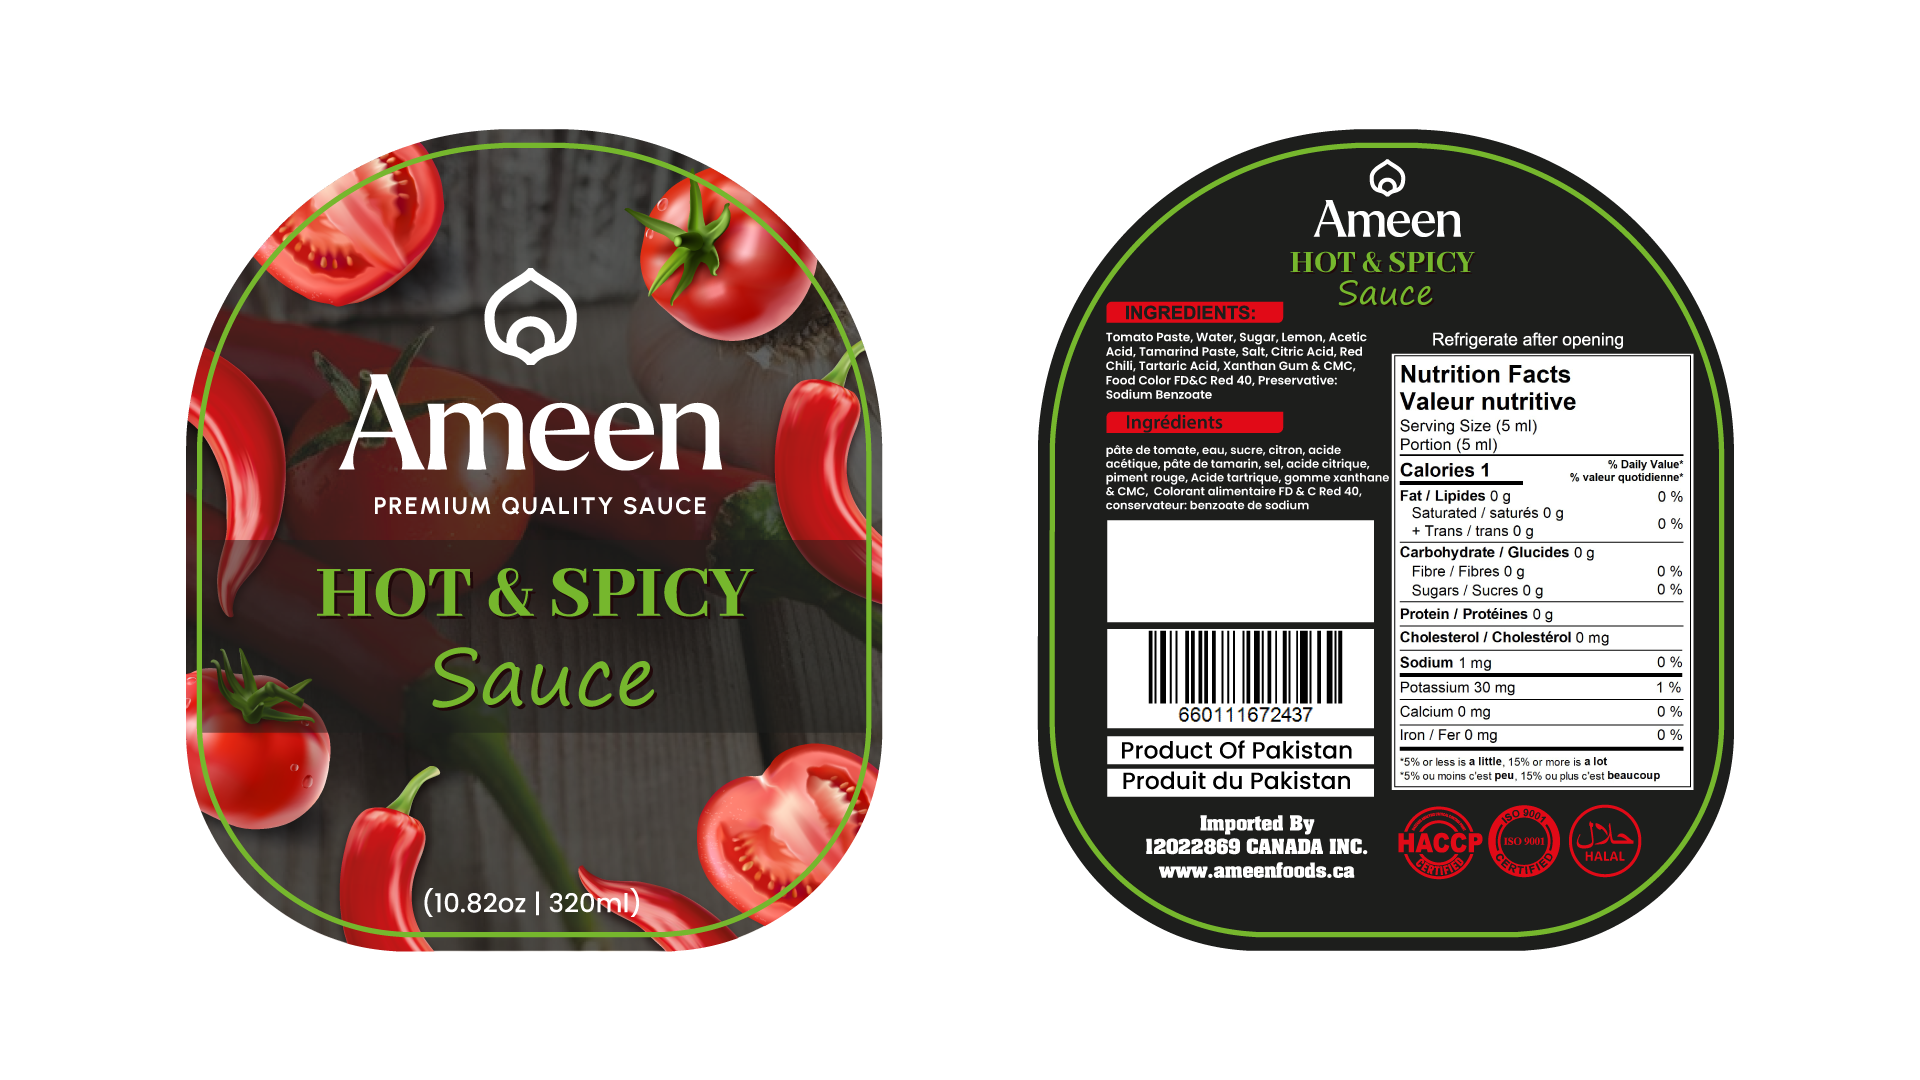 Ameen
PREMIUM QUALITY SAUCE
HOT & SPICY
Sauce
(10.82oz | 320ml)
Ameen
HOT & SPICY
Sauce
INGREDIENTS:
Tomato Paste, Water, Sugar, Lemon, Acetic
Acid, Tamarind Paste, Salt, Citric Acid, Red
Chili, Tartaric Acid, Xanthan Gum & CMC,
Food Color FD&C Red 40, Preservative:
Sodium Benzoate
Ingrédients
pâte de tomate, eau, sucre, citron, acide
acétique, pâte de tamarin, sel, acide citrique,
piment rouge, Acide tartrique, gomme xanthane
& CMC, Colorant alimentaire FD & C Red 40,
conservateur: benzoate de sodium
660111672437
Product Of Pakistan
Produit du Pakistan
Imported By
12022869 CANADA INC.
www.ameenfoods.ca
Refrigerate after opening
Nutrition Facts
Valeur nutritive
Serving Size (5 ml)
Portion (5 ml)
Calories 1
% Daily Value*
% valeur quotidienne*
Fat / Lipides 0 g 0 %
Saturated / saturés 0 g
+ Trans / trans 0 g 0 %
Carbohydrate / Glucides 0 g
Fibre / Fibres 0 g 0 %
Sugars / Sucres 0 g 0 %
Protein / Protéines 0 g
Cholesterol / Cholestérol 0 mg
Sodium 1 mg 0 %
Potassium 30 mg 1 %
Calcium 0 mg 0 %
Iron / Fer 0 mg 0 %
*5% or less is a little, 15% or more is a lot
*5% ou moins c'est peu, 15% ou plus c'est beaucoup
HACCP
CERTIFIED
ISO 9001
ISO 9001
CERTIFIED
حلال
HALAL